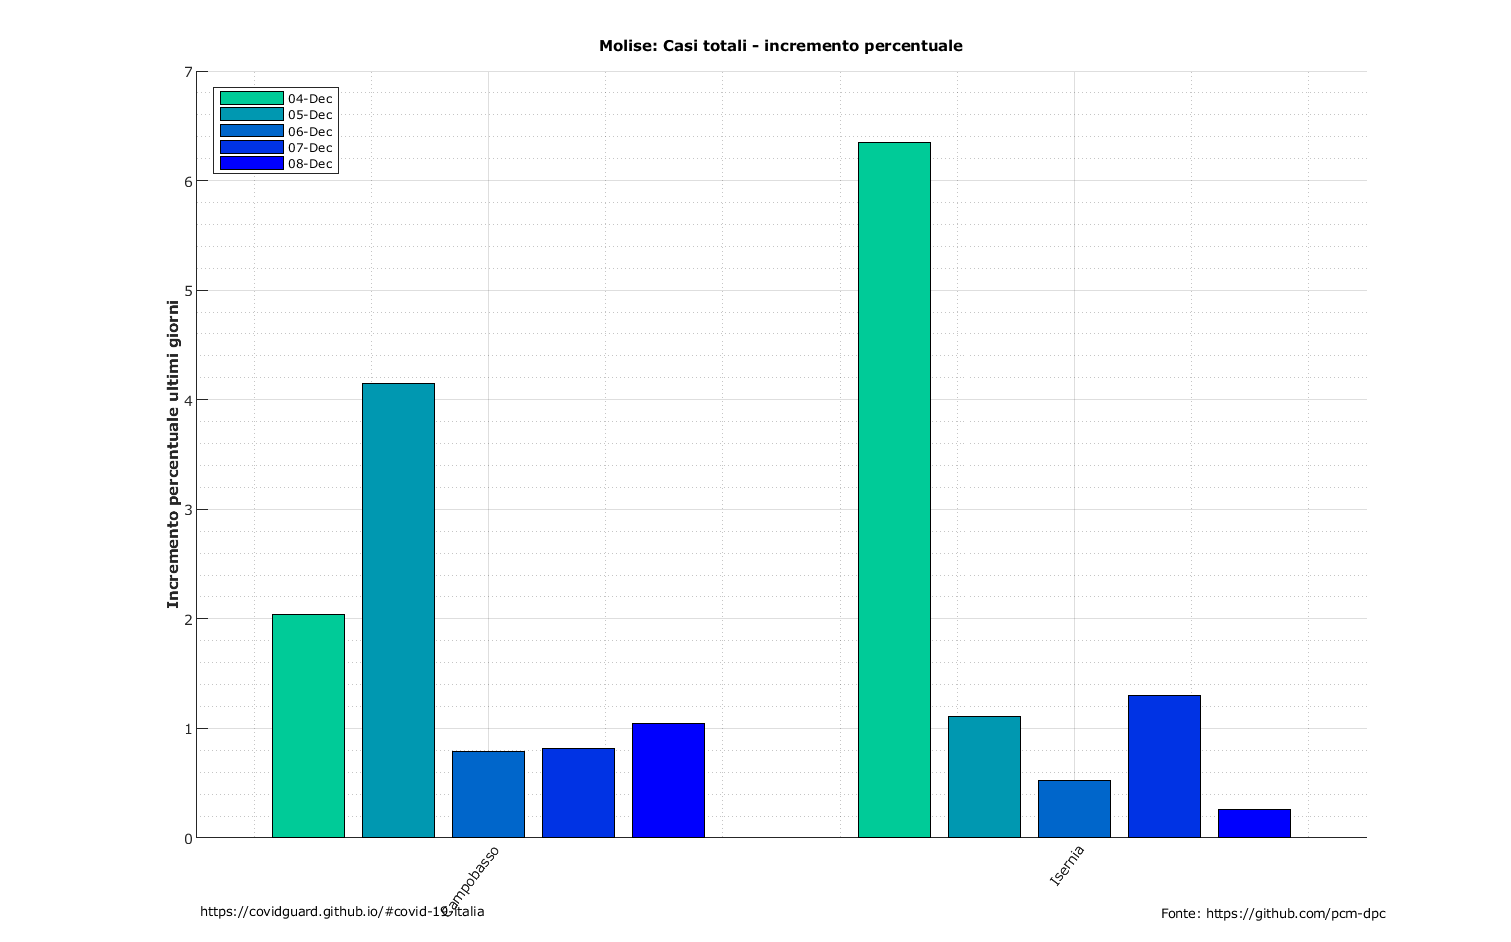 Molise: Casi totali - incremento percentuale
Incremento percentuale ultimi giorni
7
6
5
4
3
2
1
0
04-Dec
05-Dec
06-Dec
07-Dec
08-Dec
Campobasso
Isernia
https://covidguard.github.io/#covid-19-italia
Fonte: https://github.com/pcm-dpc